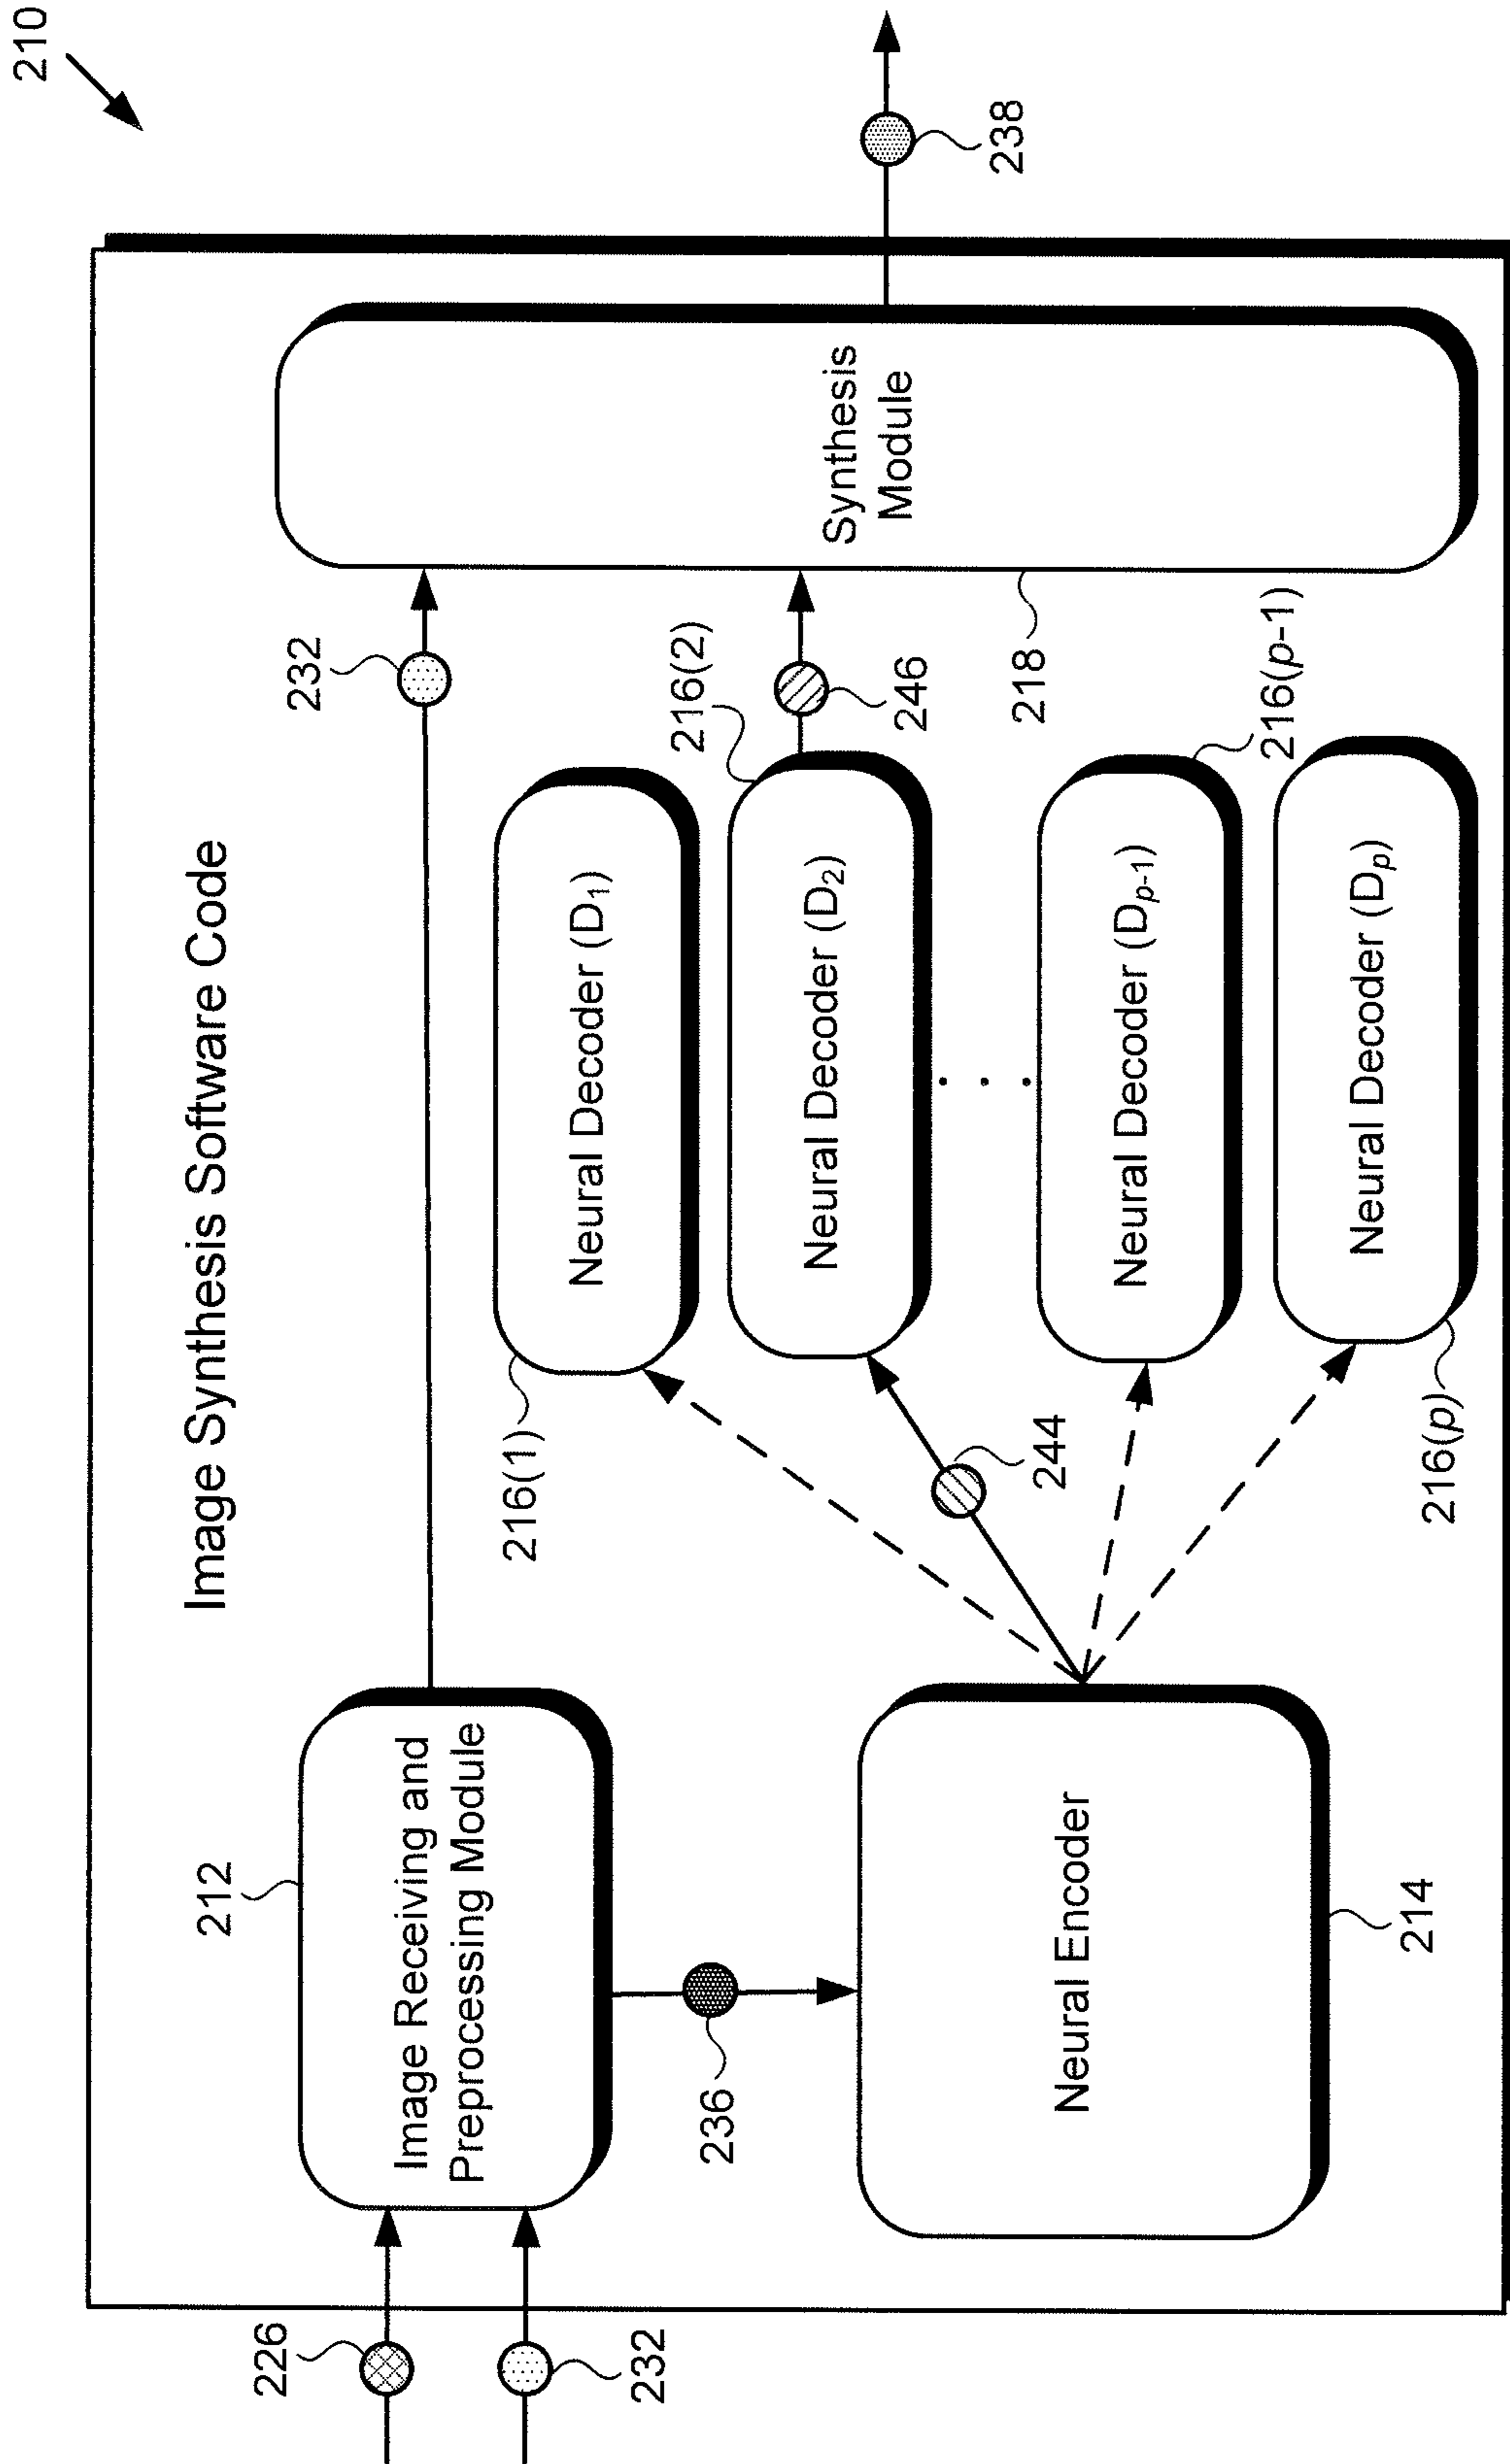 210
Image Synthesis Software Code
226
232
212
Image Receiving and
Preprocessing Module
232
236
Neural Encoder
214
216(1)
Neural Decoder (D₁)
244
216(2)
Neural Decoder (D₂)
. . .
Neural Decoder (Dₚ₋₁)
216(p-1)
Neural Decoder (Dₚ)
216(p)
246
218
Synthesis
Module
238